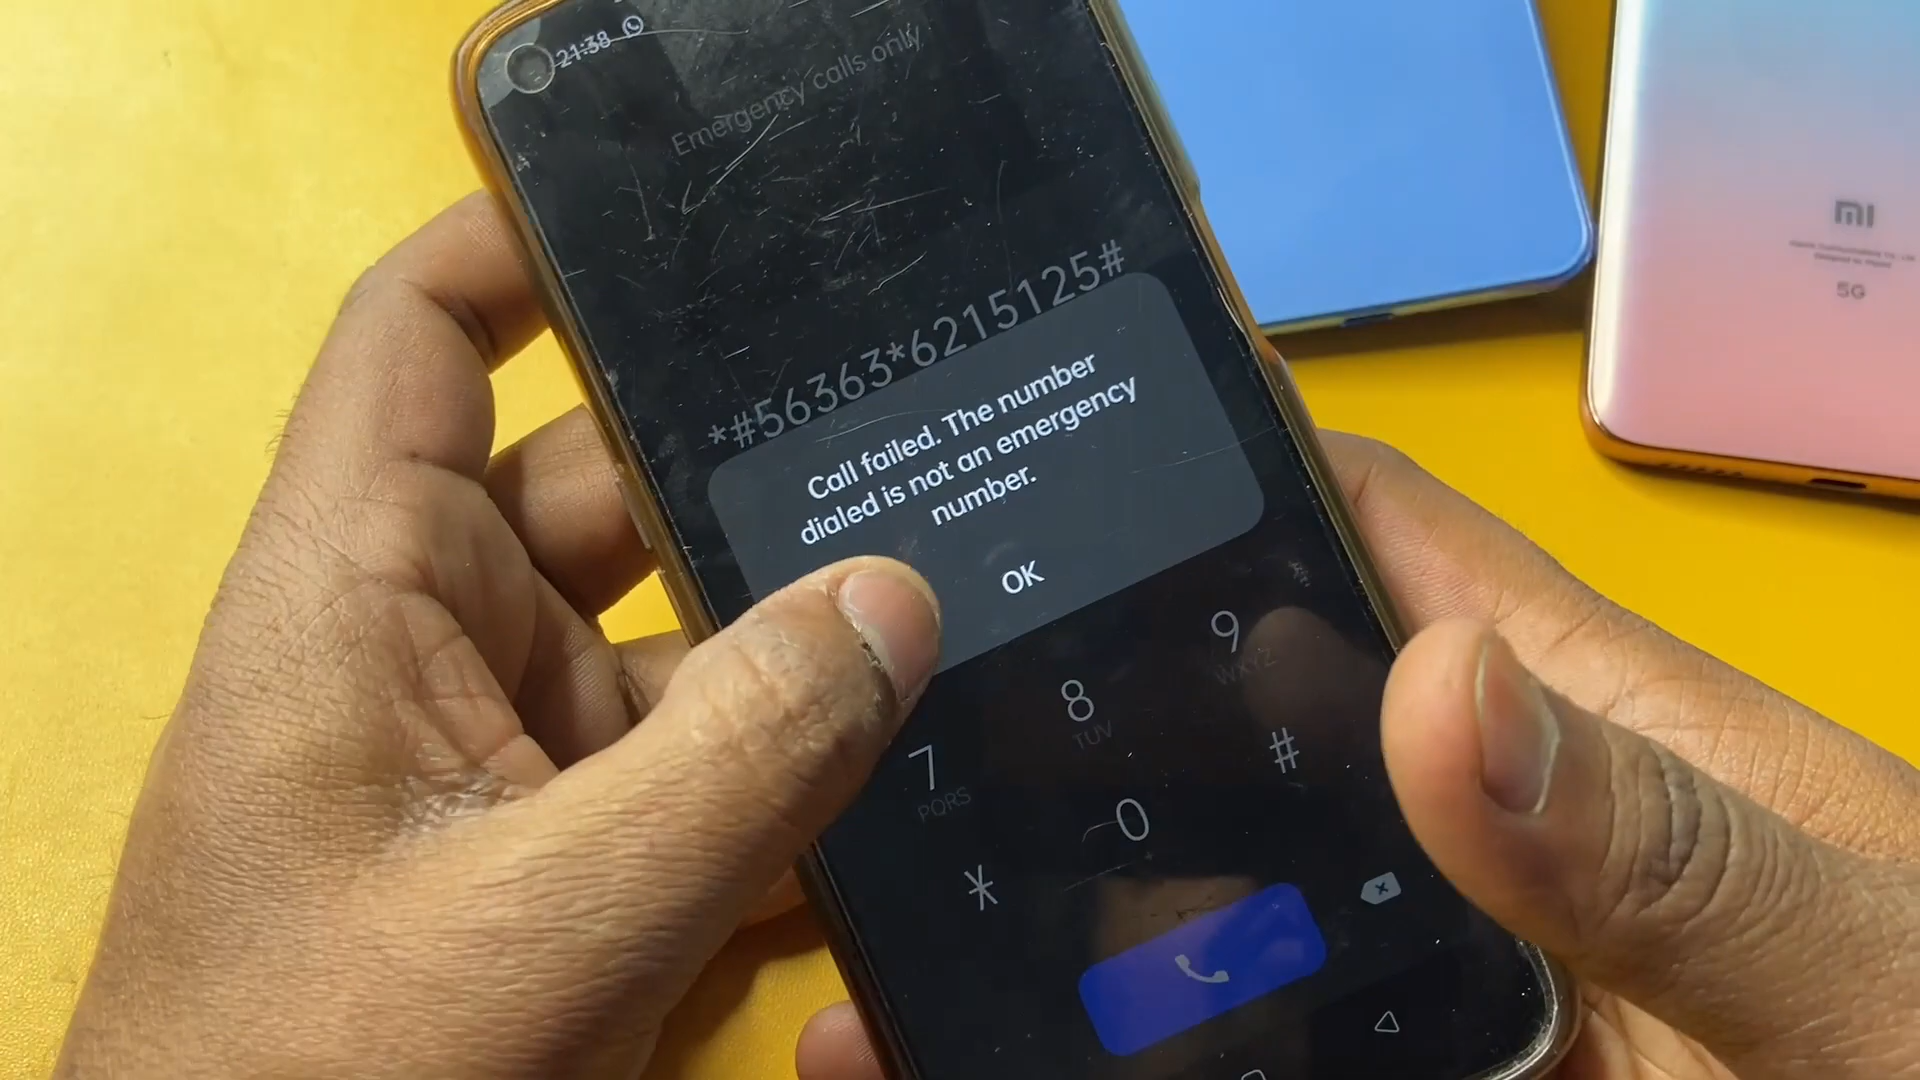 21:38
Emergency calls only
*#56363*6215125#
Call failed. The number
dialed is not an emergency
number.
OK
7
PQRS
8
TUV
9
WXYZ
*
0
#
MI
5G